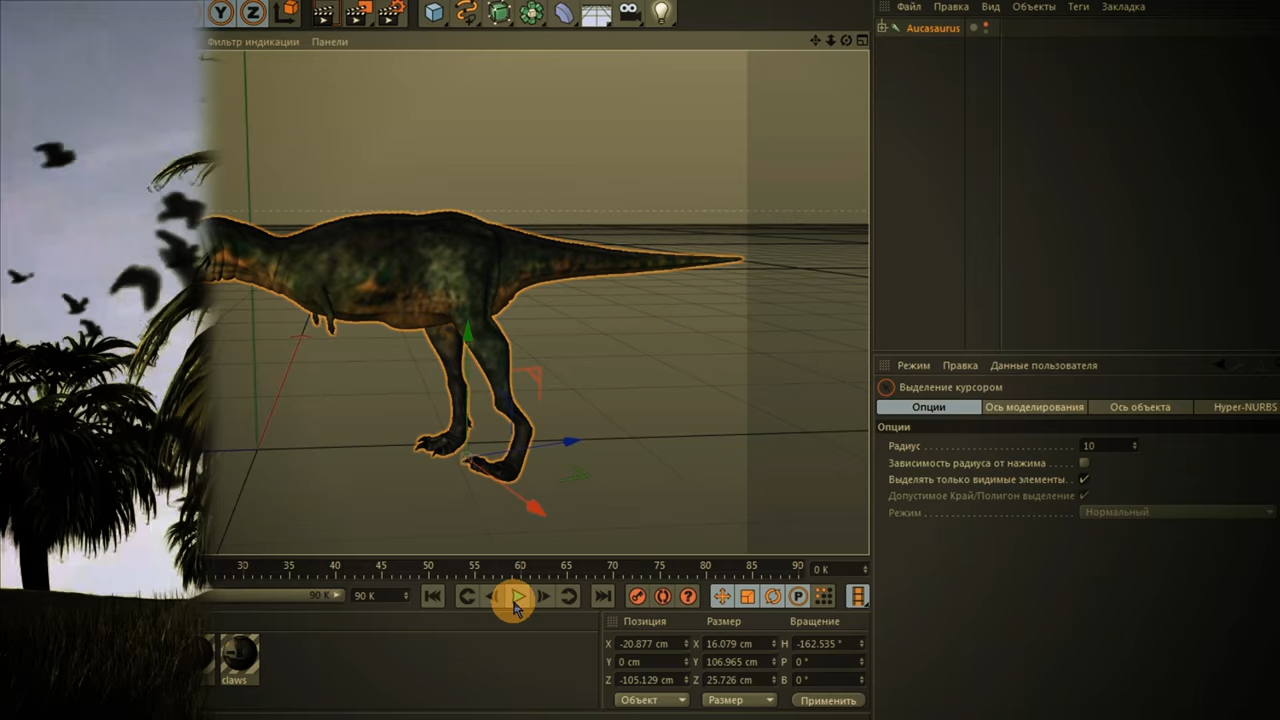 Y Z
Файл Правка Вид Объекты Теги Закладка
Aucasaurus
Фильтр индикации Панели
Режим Правка Данные пользователя
Выделение курсором
Опции Ось моделирования Ось объекта Hyper-NURBS
Опции
Радиус 10
Зависимость радиуса от нажима
Выделять только видимые элементы
Допустимое Край/Полигон выделение
Режим Нормальный
30 35 40 45 50 55 60 65 70 75 80 85 90 0 K
90 K 90 K P
Позиция Размер Вращение
X -20.877 cm X 16.079 cm H -162.535 °
Y 0 cm Y 106.965 cm P 0 °
Z -105.129 cm Z 25.726 cm B 0 °
Объект Размер Применить
claws